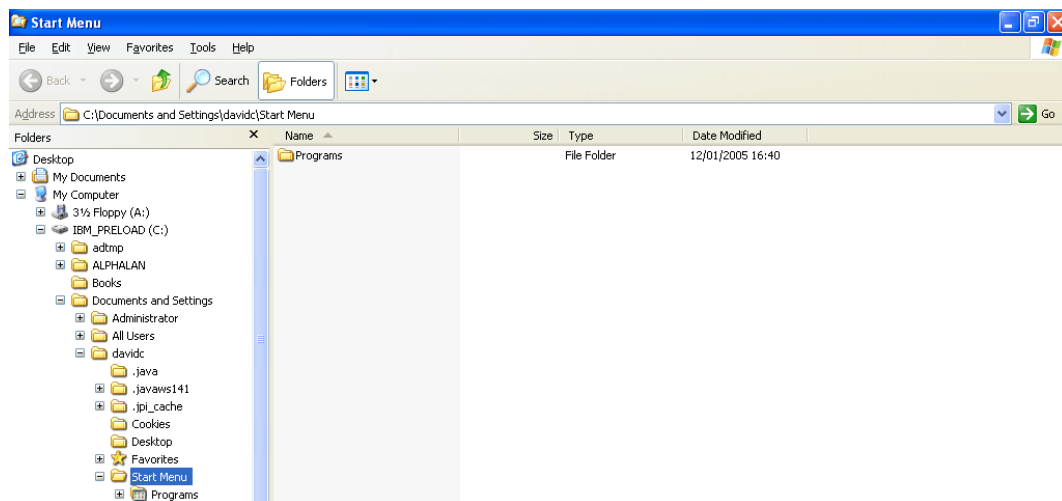 Start Menu
File Edit View Favorites Tools Help
Back Search Folders
Address C:\Documents and Settings\davidc\Start Menu Go
Folders x Name Size Type Date Modified
Desktop Programs File Folder 12/01/2005 16:40
My Documents
My Computer
3½ Floppy (A:)
IBM_PRELOAD (C:)
adtmp
ALPHALAN
Books
Documents and Settings
Administrator
All Users
davidc
.java
.javaws141
.jpi_cache
Cookies
Desktop
Favorites
Start Menu
Programs